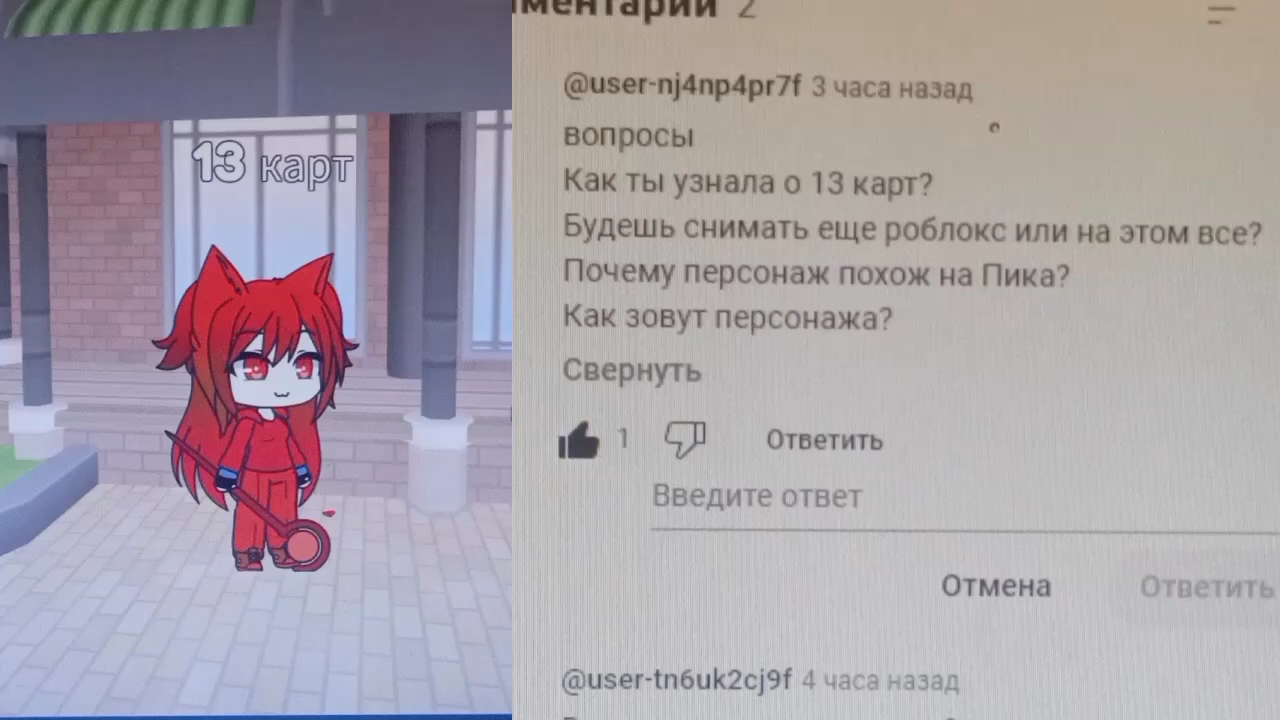 13 карт
ментарии 2
@user-nj4np4pr7f 3 часа назад
вопросы
Как ты узнала о 13 карт?
Будешь снимать еще роблокс или на этом все?
Почему персонаж похож на Пика?
Как зовут персонажа?
Свернуть
1 Ответить
Введите ответ
Отмена Ответить
@user-tn6uk2cj9f 4 часа назад